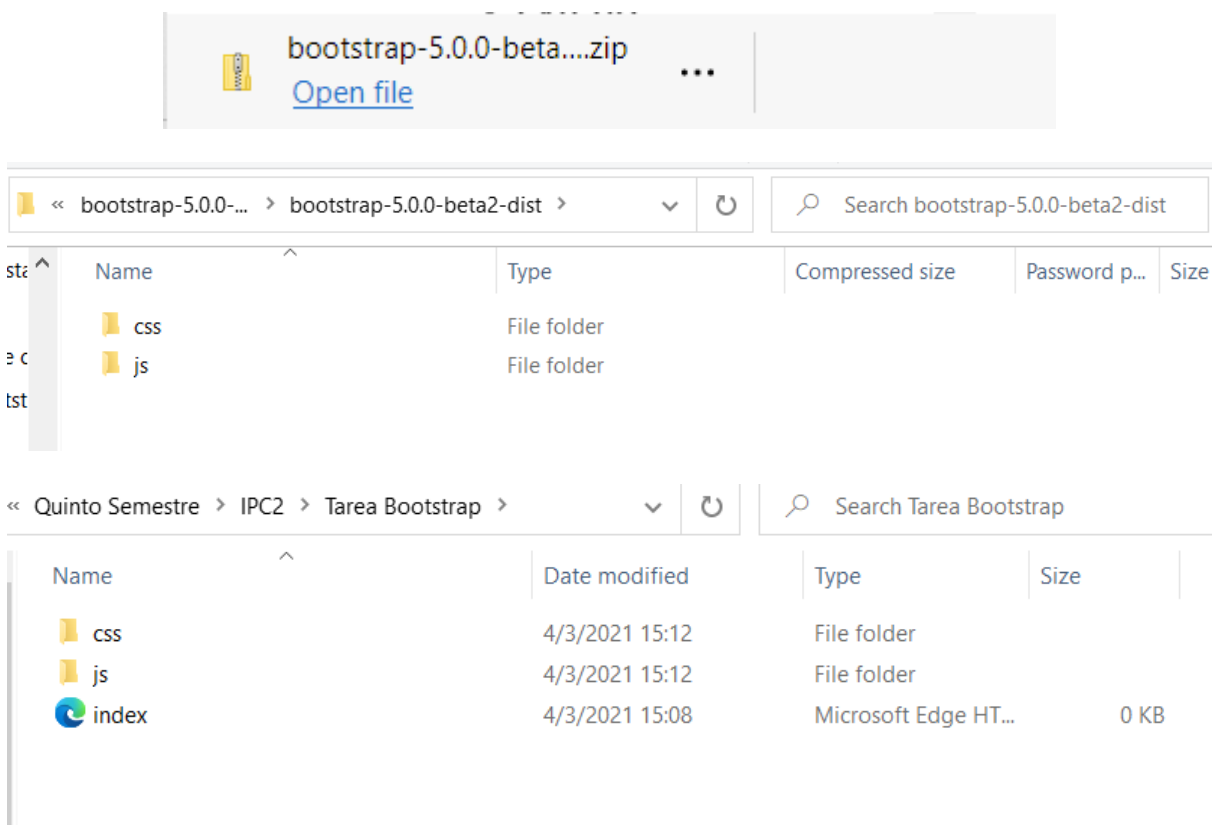 bootstrap-5.0.0-beta....zip
Open file
« bootstrap-5.0.0-... > bootstrap-5.0.0-beta2-dist > Search bootstrap-5.0.0-beta2-dist
Name Type Compressed size Password p... Size
css File folder
js File folder
tst
« Quinto Semestre > IPC2 > Tarea Bootstrap > Search Tarea Bootstrap
Name Date modified Type Size
css 4/3/2021 15:12 File folder
js 4/3/2021 15:12 File folder
index 4/3/2021 15:08 Microsoft Edge HT... 0 KB